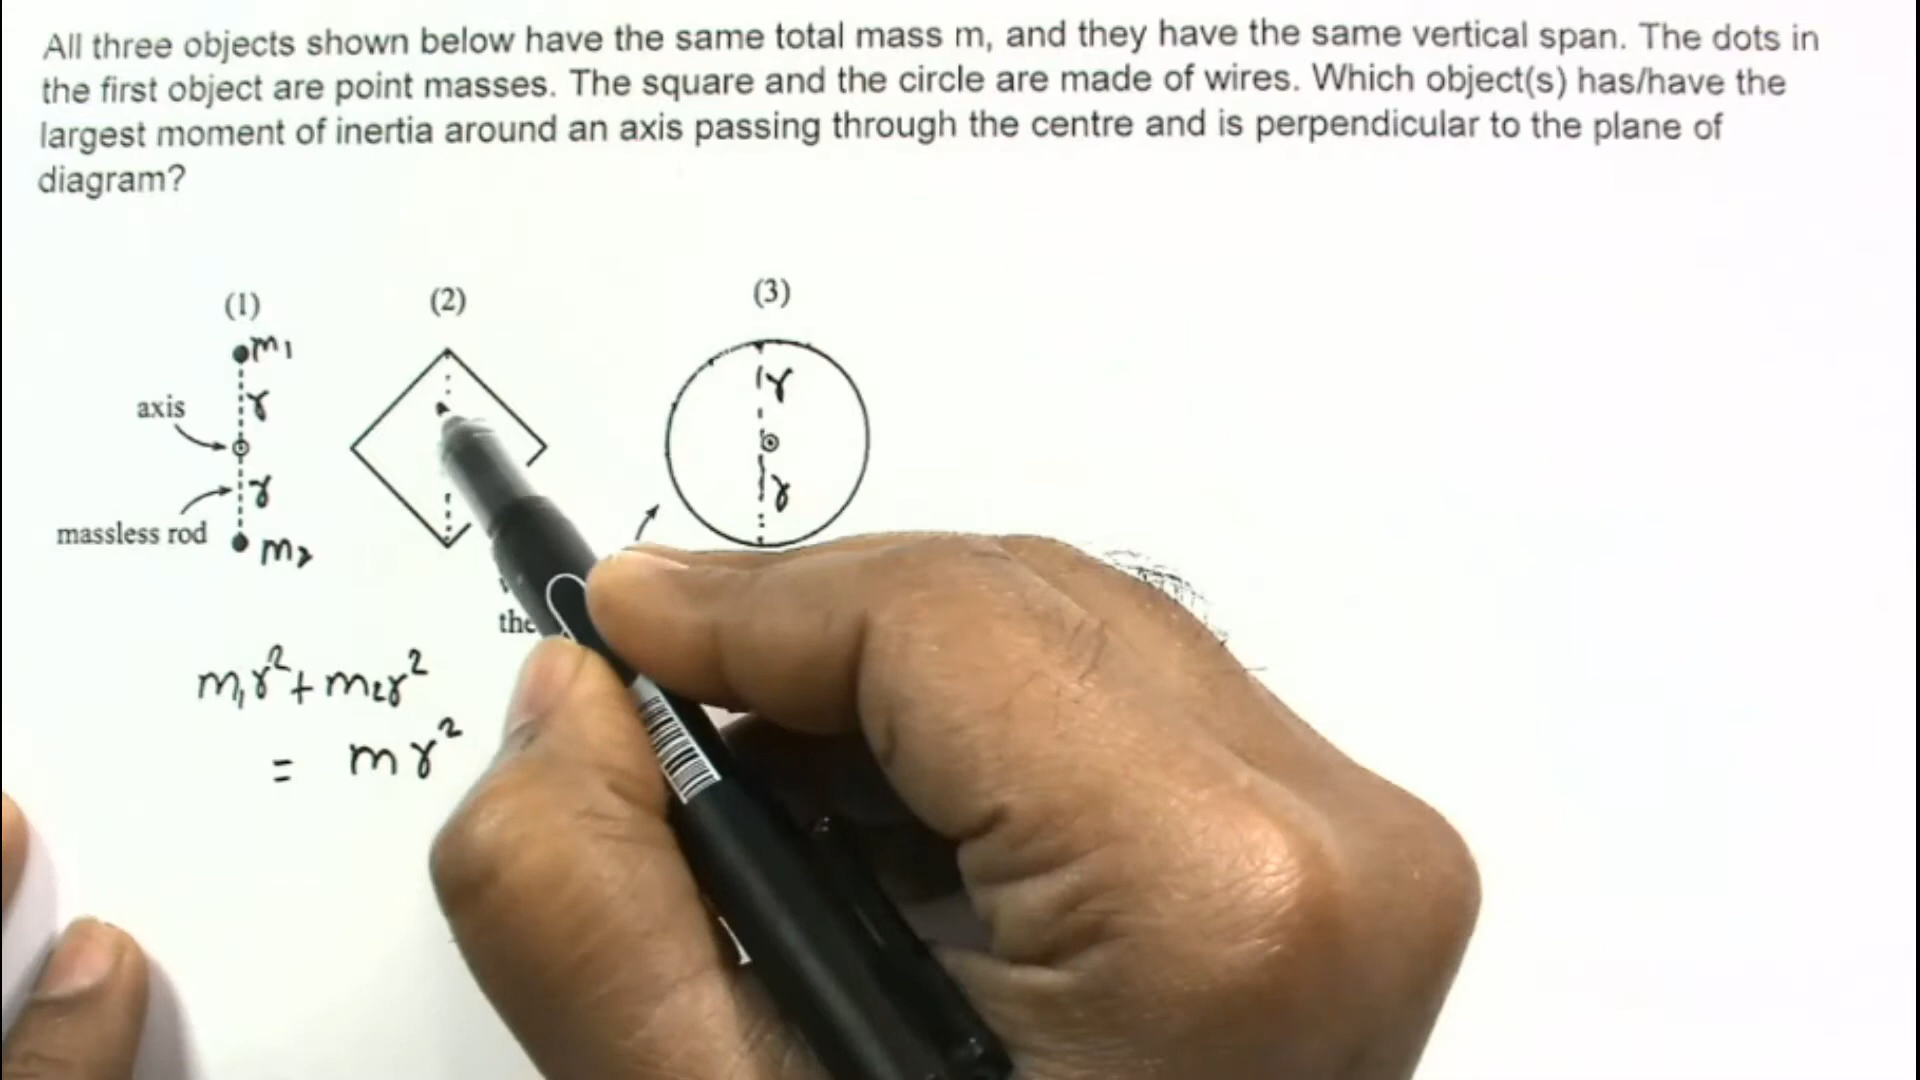 All three objects shown below have the same total mass m, and they have the same vertical span. The dots in
the first object are point masses. The square and the circle are made of wires. Which object(s) has/have the
largest moment of inertia around an axis passing through the centre and is perpendicular to the plane of
diagram?
(1) (2) (3)
m1
r r
axis
r r
massless rod
m2
the
m1r²+m2r²
= mr²